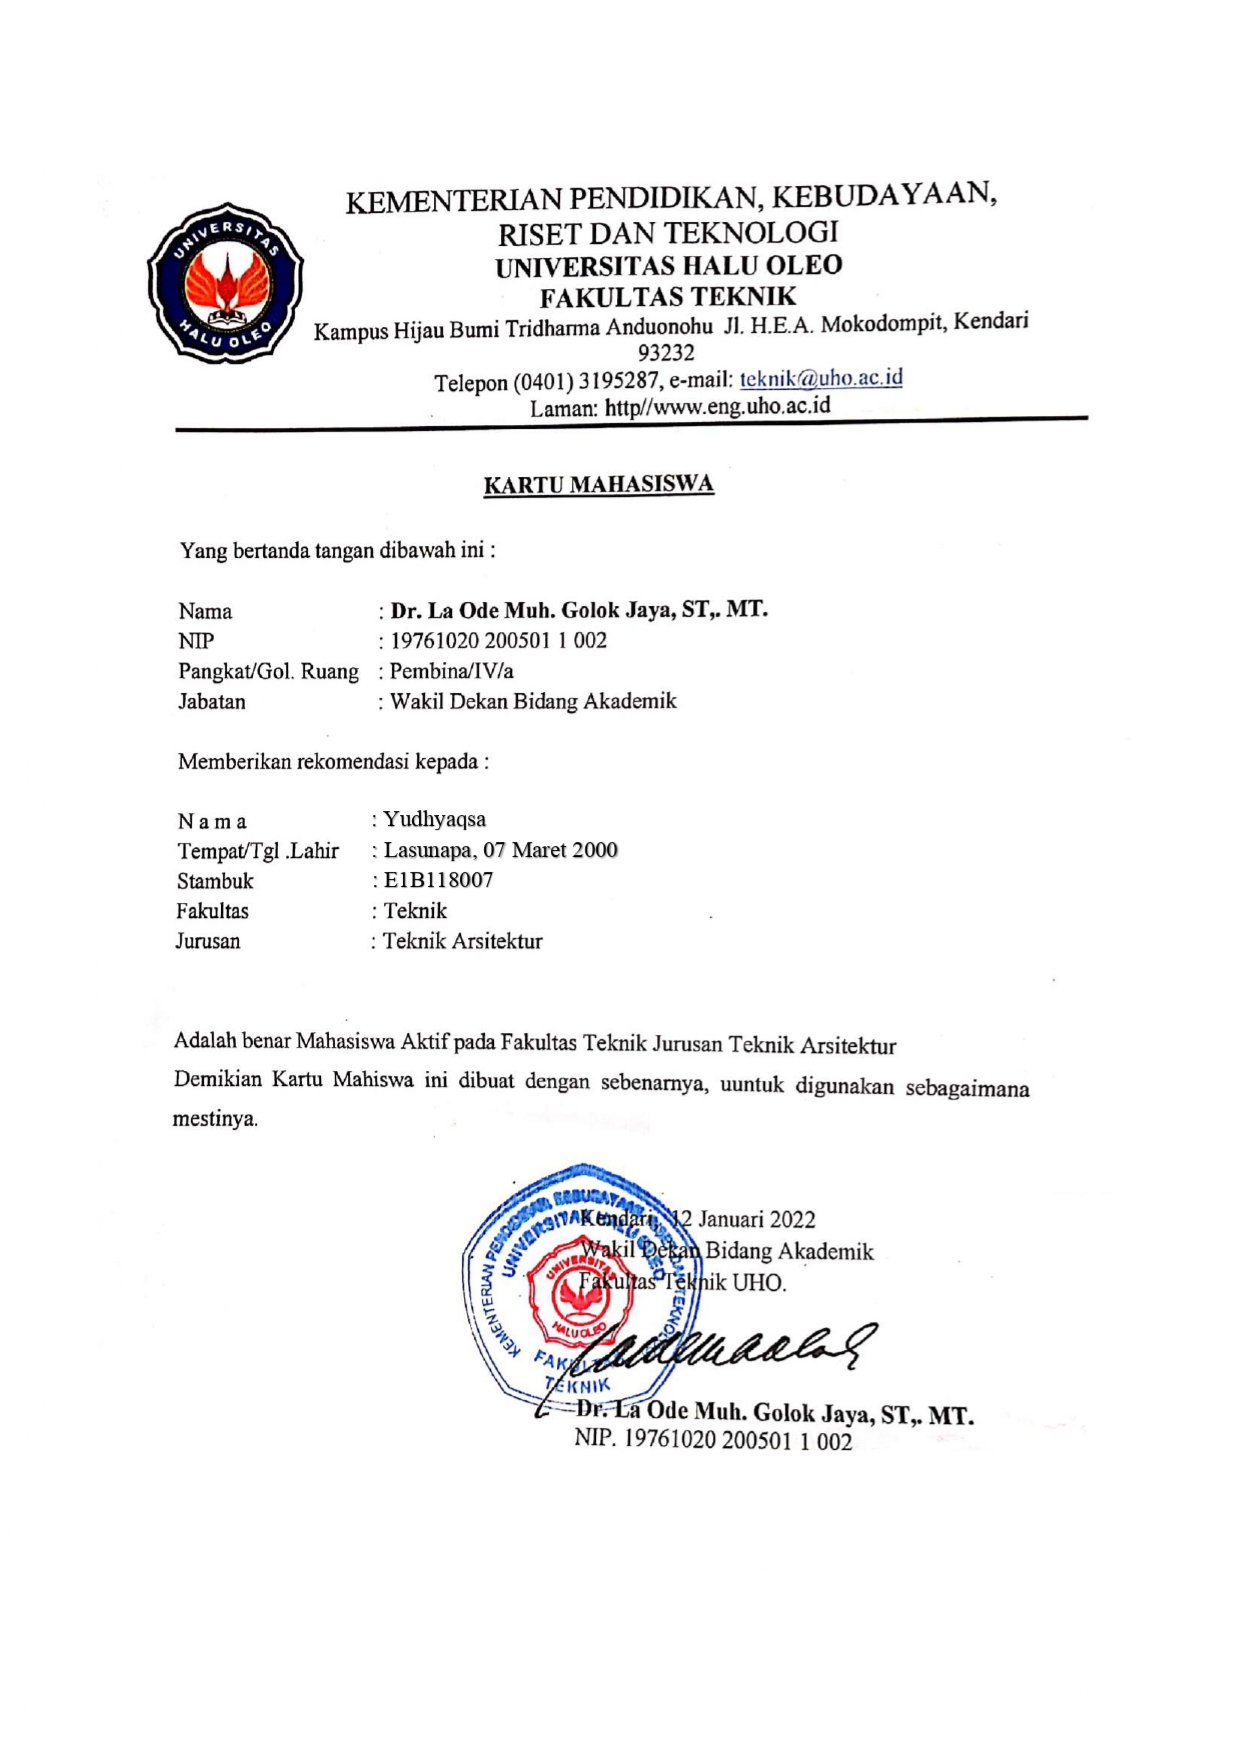 KEMENTERIAN PENDIDIKAN, KEBUDAYAAN,
RISET DAN TEKNOLOGI
UNIVERSITAS HALU OLEO
FAKULTAS TEKNIK
Kampus Hijau Bumi Tridharma Anduonohu Jl. H.E.A. Mokodompit, Kendari
93232
Telepon (0401) 3195287, e-mail: teknik@uho.ac.id
Laman: http//www.eng.uho.ac.id
UNIVERSITAS
HALU OLEO
KARTU MAHASISWA
Yang bertanda tangan dibawah ini :
Nama : Dr. La Ode Muh. Golok Jaya, ST,. MT.
NIP : 19761020 200501 1 002
Pangkat/Gol. Ruang : Pembina/IV/a
Jabatan : Wakil Dekan Bidang Akademik
Memberikan rekomendasi kepada :
N a m a : Yudhyaqsa
Tempat/Tgl .Lahir : Lasunapa, 07 Maret 2000
Stambuk : E1B118007
Fakultas : Teknik
Jurusan : Teknik Arsitektur
Adalah benar Mahasiswa Aktif pada Fakultas Teknik Jurusan Teknik Arsitektur
Demikian Kartu Mahiswa ini dibuat dengan sebenarnya, uuntuk digunakan sebagaimana
mestinya.
Kendari, 12 Januari 2022
Wakil Dekan Bidang Akademik
Fakultas Teknik UHO.
KEMENTERIAN PENDIDIKAN, KEBUDAYAAN,
UNIVERSITAS HALU OLEO
UNIVERSITAS
HALU OLEO
FAKULTAS
TEKNIK
Dr. La Ode Muh. Golok Jaya, ST,. MT.
NIP. 19761020 200501 1 002